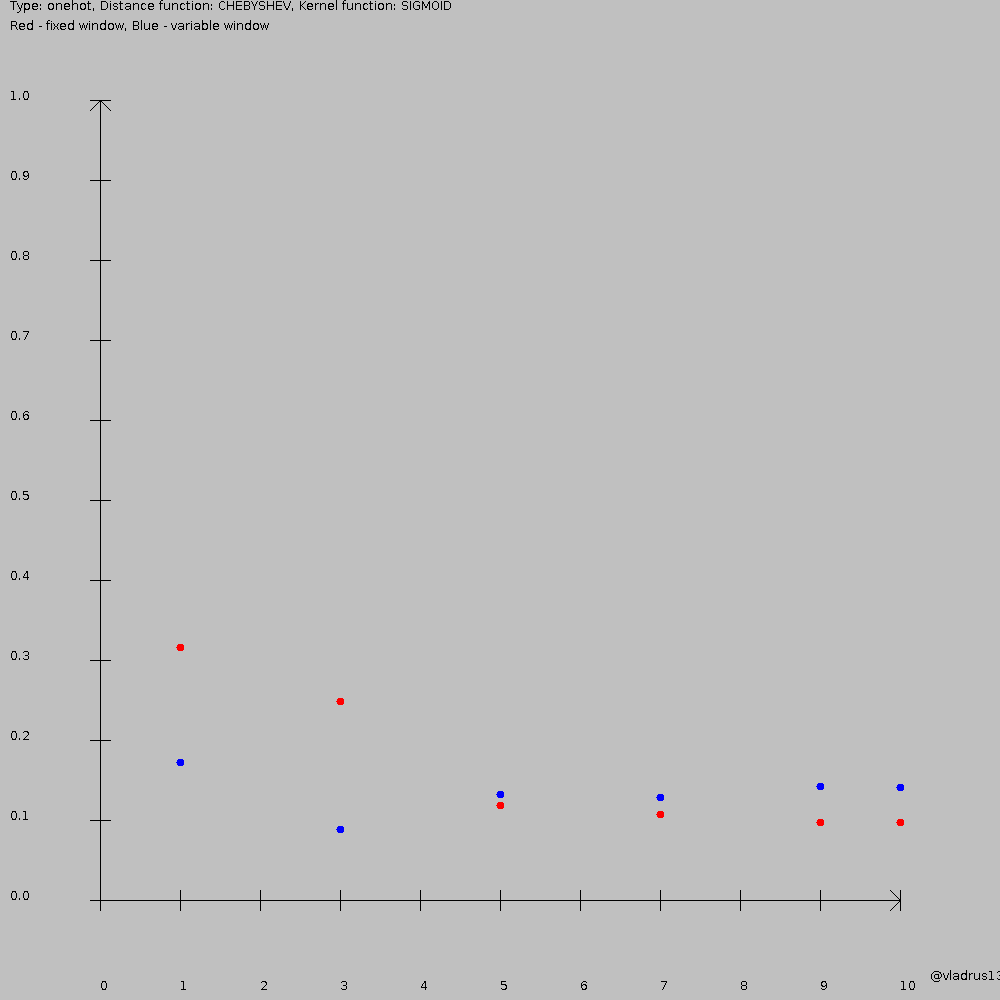 Type: onehot, Distance function: CHEBYSHEV, Kernel function: SIGMOID
Red - fixed window, Blue - variable window
1.0
0.9
0.8
0.7
0.6
0.5
0.4
0.3
0.2
0.1
0.0
0 1 2 3 4 5 6 7 8 9 10
@vladrus13